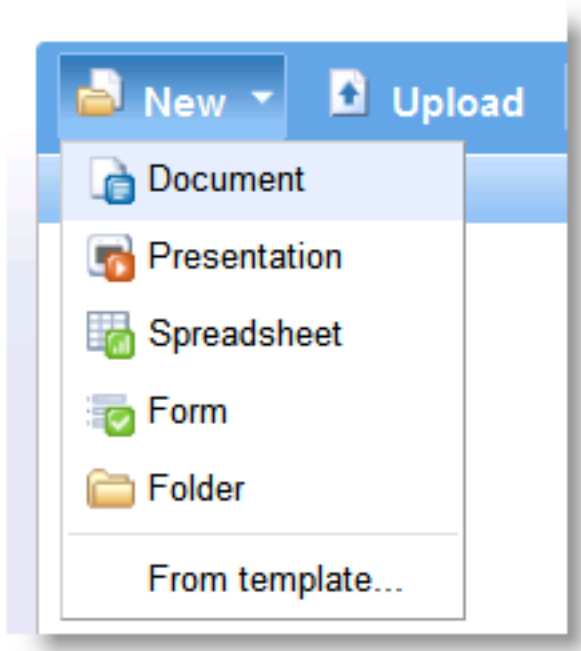 New Upload
Document
Presentation
Spreadsheet
Form
Folder
From template...